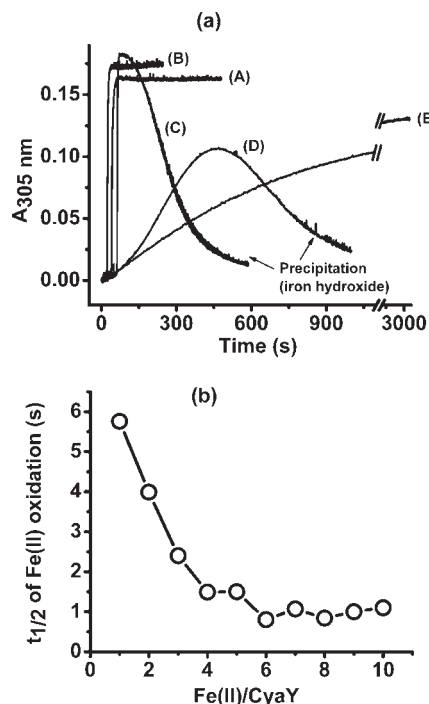 (a)
A305 nm
0.15
0.10
0.05
0.00
(B)
(A)
(C)
(D)
(E
Precipitation
(iron hydroxide)
0
300
600
900
3000
Time (s)
(b)
t1/2 of Fe(II) oxidation (s)
6
5
4
3
2
1
0
0
2
4
6
8
10
Fe(II)/CyaY